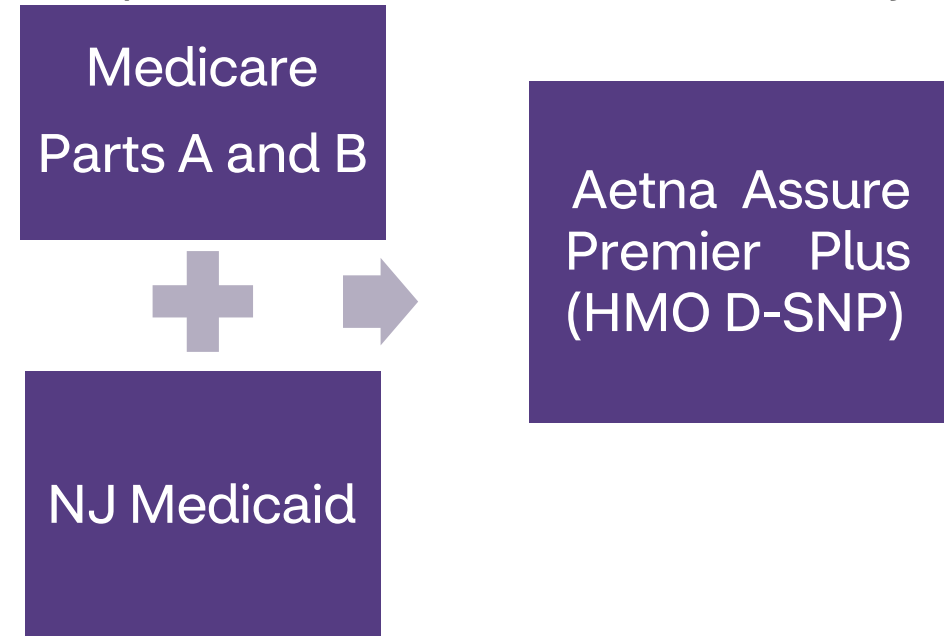 Medicare
Parts A and B
Aetna Assure
Premier Plus
(HMO D-SNP)
NJ Medicaid